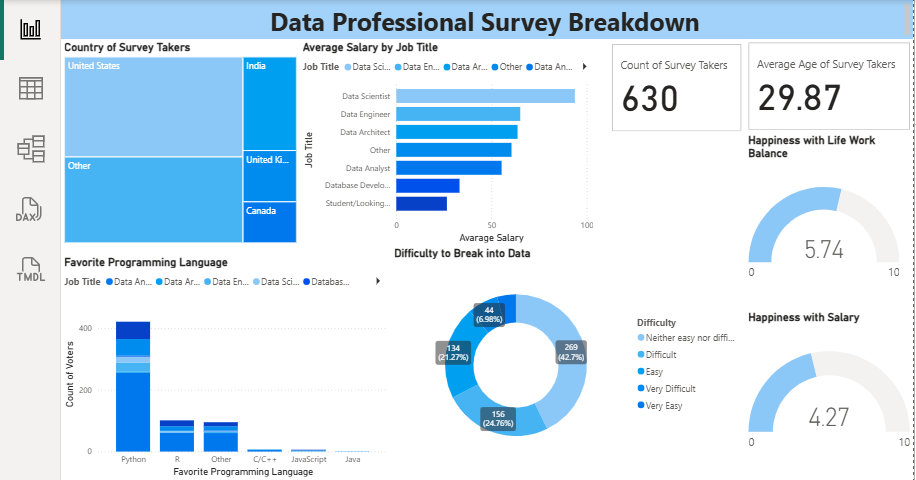 Data Professional Survey Breakdown
Country of Survey Takers
United States
India
Other
United Ki...
Canada
Average Salary by Job Title
Job Title Data Sci... Data En... Data Ar... Other Data An...
Job Title
Data Scientist
Data Engineer
Data Architect
Other
Data Analyst
Database Develo...
Student/Looking...
0 50 100
Avarage Salary
Count of Survey Takers
630
Average Age of Survey Takers
29.87
Happiness with Life Work
Balance
5.74
0 10
DAX
TMDL
Favorite Programming Language
Job Title Data An... Data Ar... Data En... Data Sci... Databas...
Count of Voters
400
200
0
Python R Other C/C++ JavaScript Java
Favorite Programming Language
Difficulty to Break into Data
44
(6.98%)
134
(21.27%)
269
(42.7%)
156
(24.76%)
Difficulty
Neither easy nor diffi...
Difficult
Easy
Very Difficult
Very Easy
Happiness with Salary
4.27
0 10